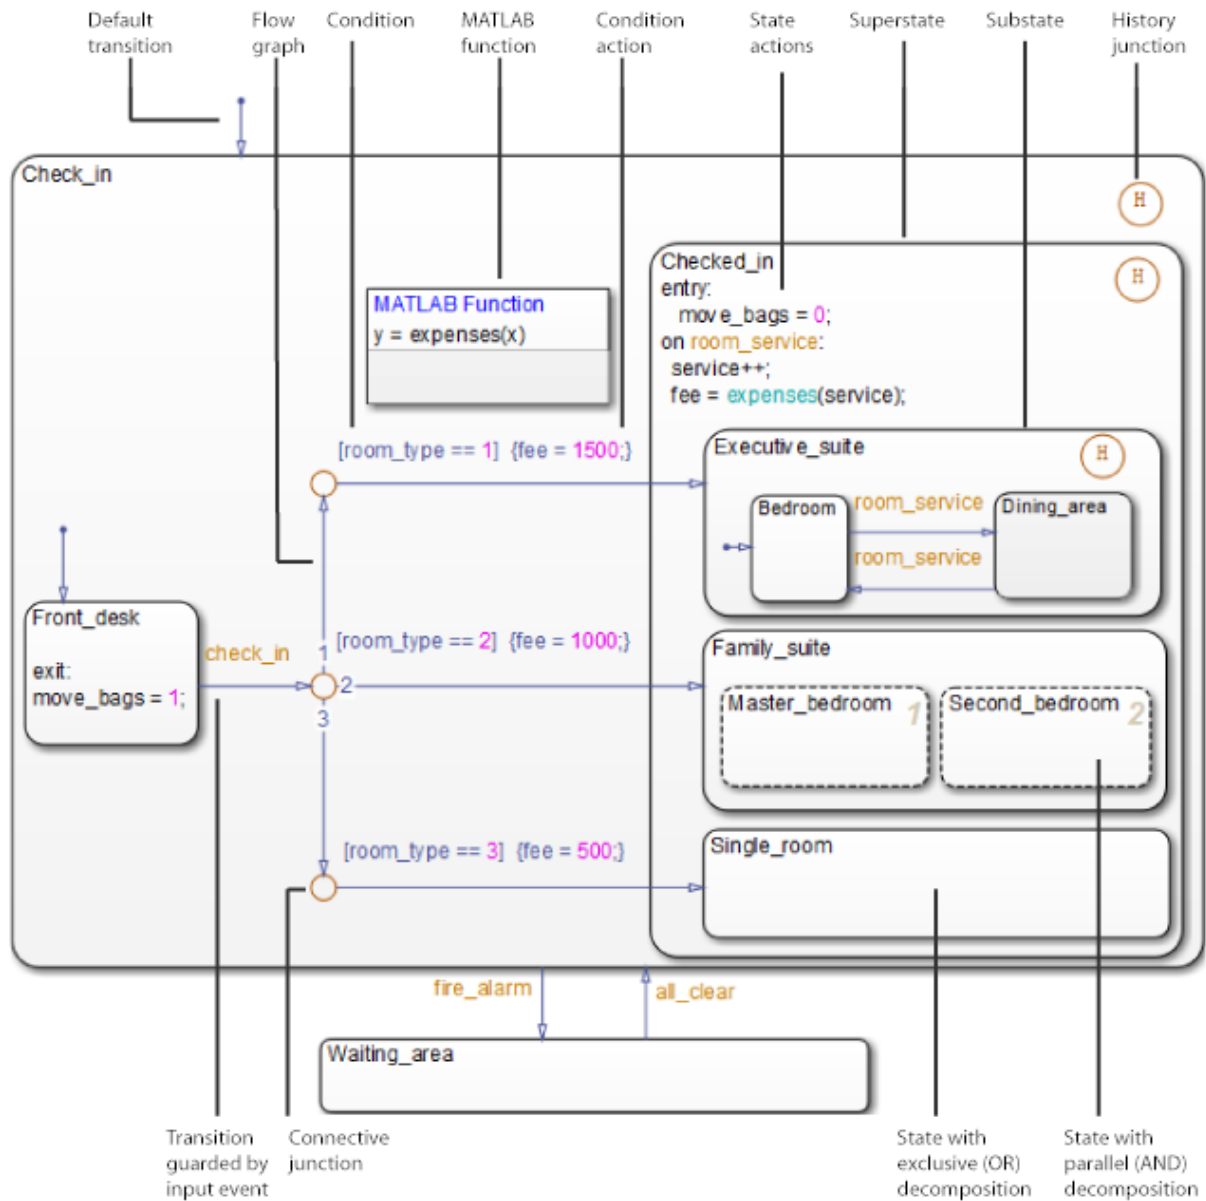 Default
transition
Flow
graph
Condition
MATLAB
function
Condition
action
State
actions
Superstate
Substate
History
junction
Check_in
H
Checked_in
H
entry:
move_bags = 0;
on room_service:
service++;
fee = expenses(service);
MATLAB Function
y = expenses(x)
[room_type == 1] {fee = 1500;}
Executive_suite
H
Bedroom
room_service
Dining_area
room_service
Front_desk
exit:
move_bags = 1;
check_in
1
2
3
[room_type == 2] {fee = 1000;}
Family_suite
Master_bedroom
1
Second_bedroom
2
[room_type == 3] {fee = 500;}
Single_room
fire_alarm
all_clear
Waiting_area
Transition
guarded by
input event
Connective
junction
State with
exclusive (OR)
decomposition
State with
parallel (AND)
decomposition